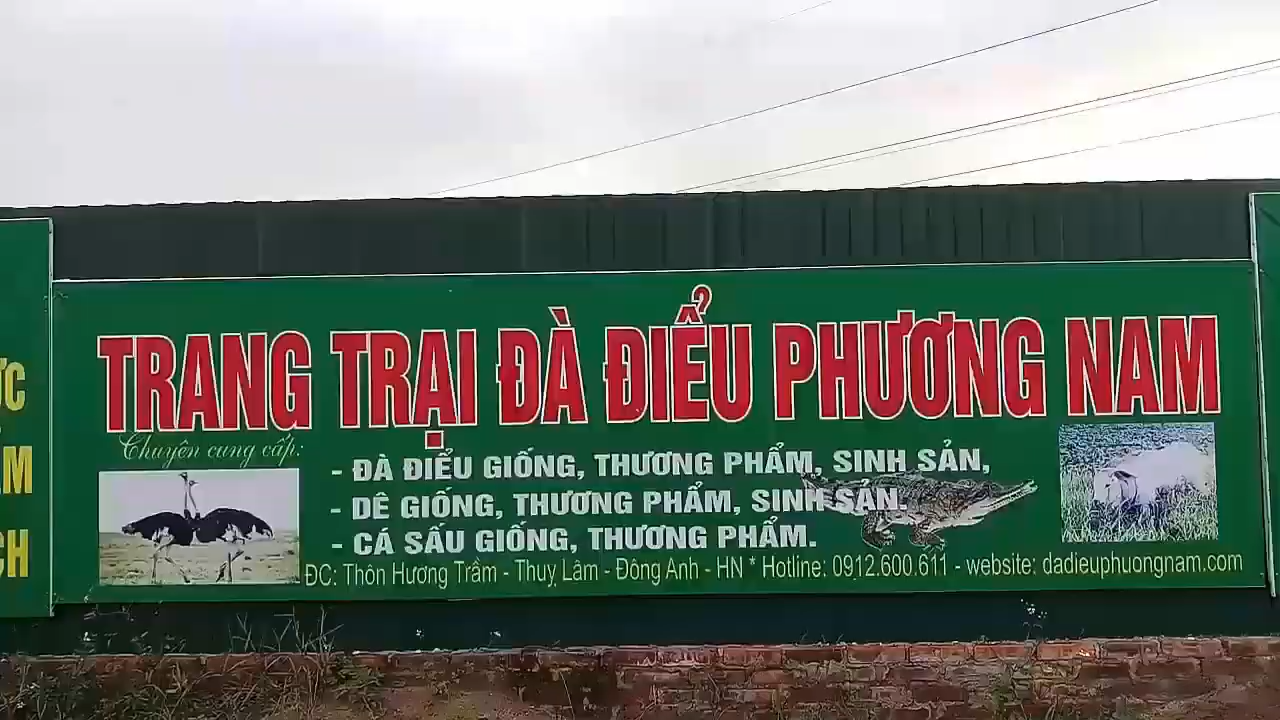 TRANG TRẠI ĐÀ ĐIỂU PHƯƠNG NAM
Chuyên cung cấp:
- ĐÀ ĐIỂU GIỐNG, THƯƠNG PHẨM, SINH SẢN,
- DÊ GIỐNG, THƯƠNG PHẨM, SINH SẢN.
- CÁ SẤU GIỐNG, THƯƠNG PHẨM.
ĐC: Thôn Hương Trầm - Thuỵ Lâm - Đông Anh - HN * Hotline: 0912.600.611 - website: dadieuphuongnam.com